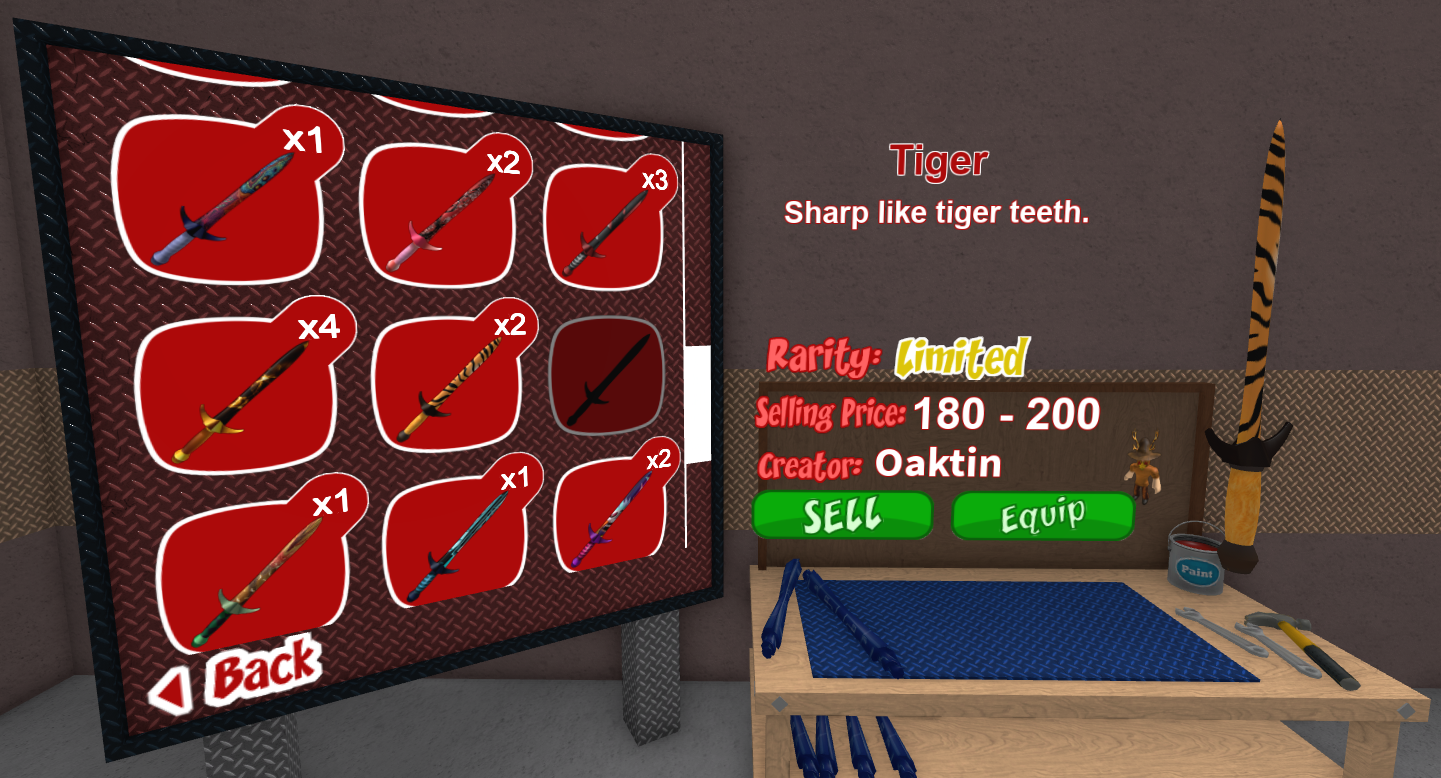 x1
x2
x3
x4
x2
x1
x1
x2
Back
Tiger
Sharp like tiger teeth.
Rarity: Limited
Selling Price: 180 - 200
Creator: Oaktin
SELL
Equip
Paint